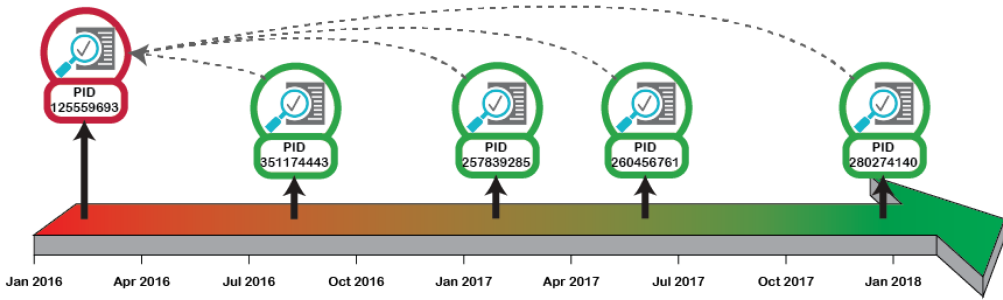 PID
125559693
PID
351174443
PID
257839285
PID
260456761
PID
280274140
Jan 2016
Apr 2016
Jul 2016
Oct 2016
Jan 2017
Apr 2017
Jul 2017
Oct 2017
Jan 2018